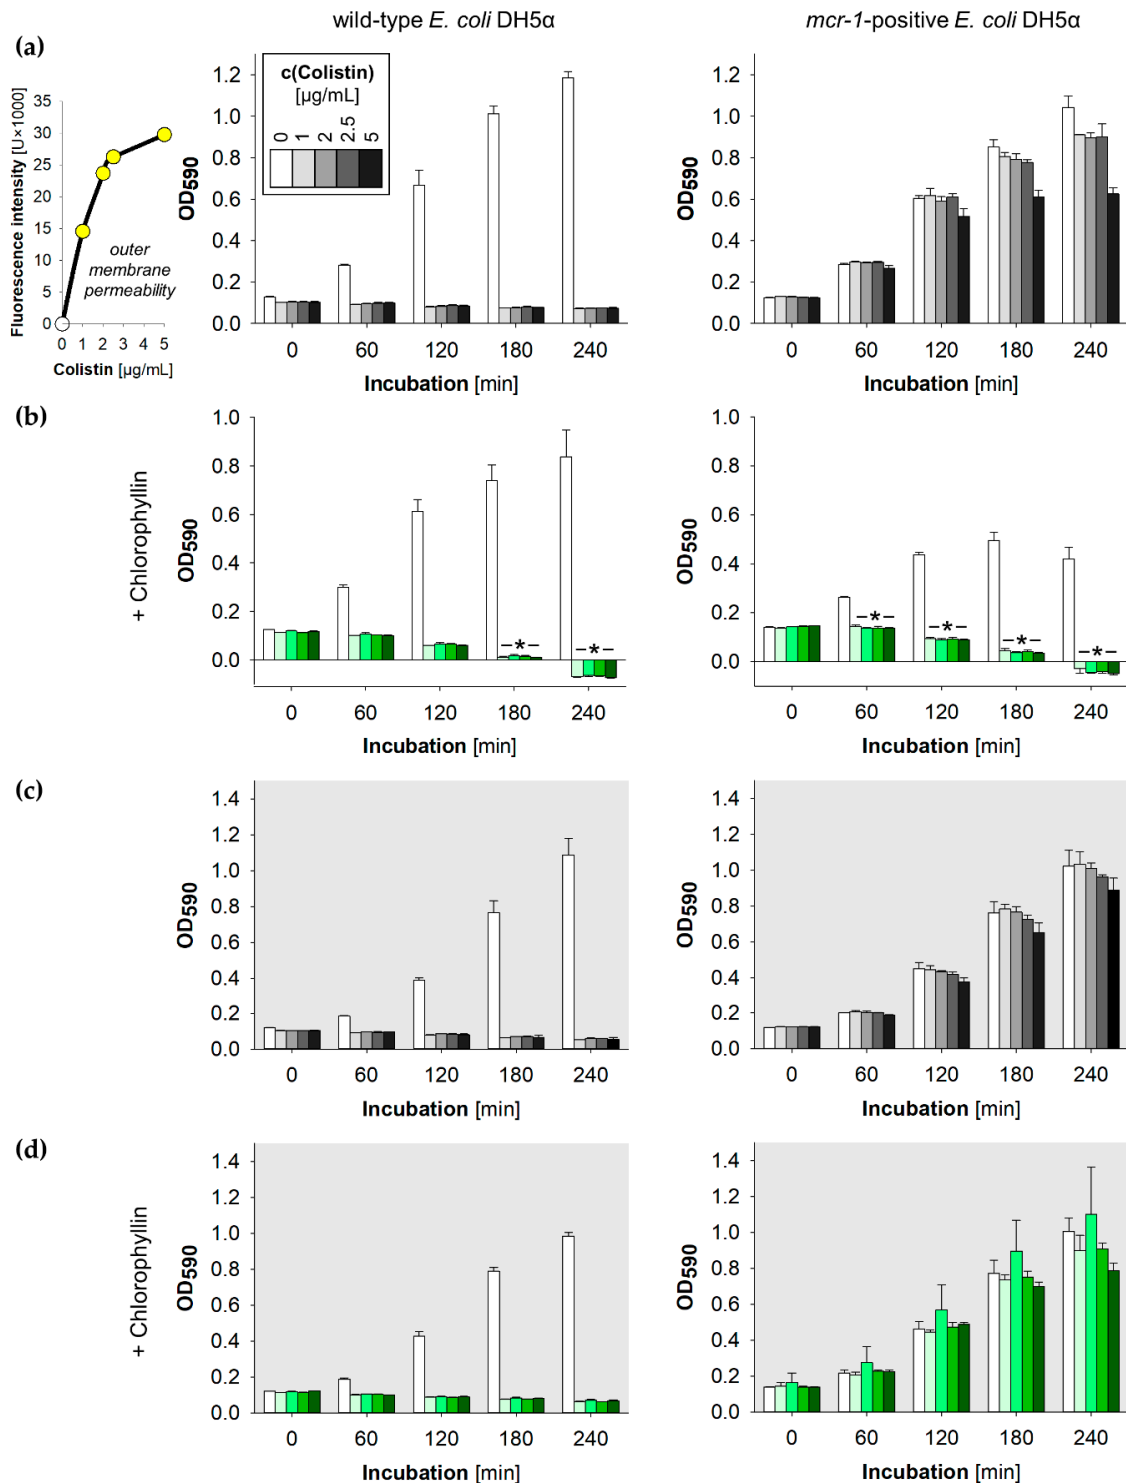 wild-type E. coli DH5α
mcr-1-positive E. coli DH5α
(a)
Fluorescence intensity [U×1000]
35
30
25
20
15
10
5
0
outer
membrane
permeability
0 1 2 3 4 5
Colistin [µg/mL]
c(Colistin)
[µg/mL]
0 1 2 2.5 5
OD590
1.2
1.0
0.8
0.6
0.4
0.2
0.0
0 60 120 180 240
Incubation [min]
OD590
1.2
1.0
0.8
0.6
0.4
0.2
0.0
0 60 120 180 240
Incubation [min]
(b)
+ Chlorophyllin
OD590
1.0
0.8
0.6
0.4
0.2
0.0
–*–
–*–
0 60 120 180 240
Incubation [min]
OD590
1.0
0.8
0.6
0.4
0.2
0.0
–*–
–*–
–*–
–*–
0 60 120 180 240
Incubation [min]
(c)
OD590
1.4
1.2
1.0
0.8
0.6
0.4
0.2
0.0
0 60 120 180 240
Incubation [min]
OD590
1.4
1.2
1.0
0.8
0.6
0.4
0.2
0.0
0 60 120 180 240
Incubation [min]
(d)
+ Chlorophyllin
OD590
1.4
1.2
1.0
0.8
0.6
0.4
0.2
0.0
0 60 120 180 240
Incubation [min]
OD590
1.4
1.2
1.0
0.8
0.6
0.4
0.2
0.0
0 60 120 180 240
Incubation [min]